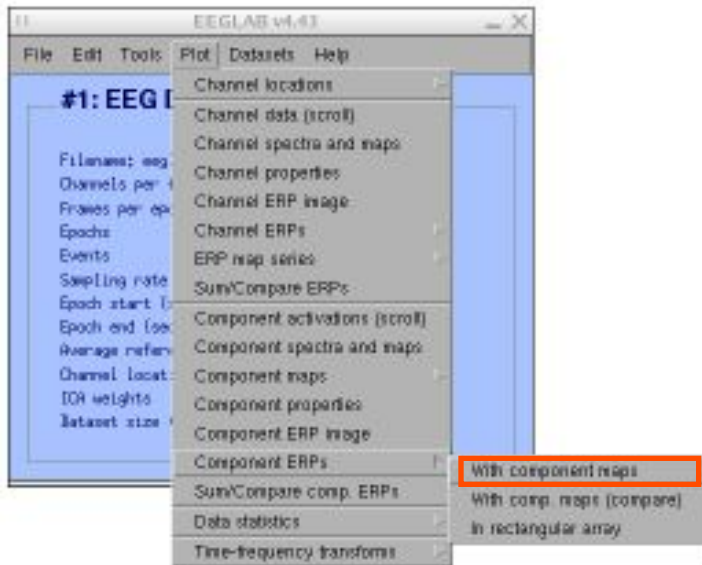 EEGLAB v4.43
File Edit Tools Plot Datasets Help
#1: EEG D
Filename: eeg
Channels per
Frames per epo
Epochs
Events
Sampling rate
Epoch start (s
Epoch end (sec
Average refer
Channel locat
ICA weights
Dataset size
Channel locations
Channel data (scroll)
Channel spectra and maps
Channel properties
Channel ERP image
Channel ERPs
ERP map series
Sum/Compare ERPs
Component activations (scroll)
Component spectra and maps
Component maps
Component properties
Component ERP image
Component ERPs
Sum/Compare comp. ERPs
Data statistics
Time-frequency transforms
With component maps
With comp. maps (compare)
In rectangular array